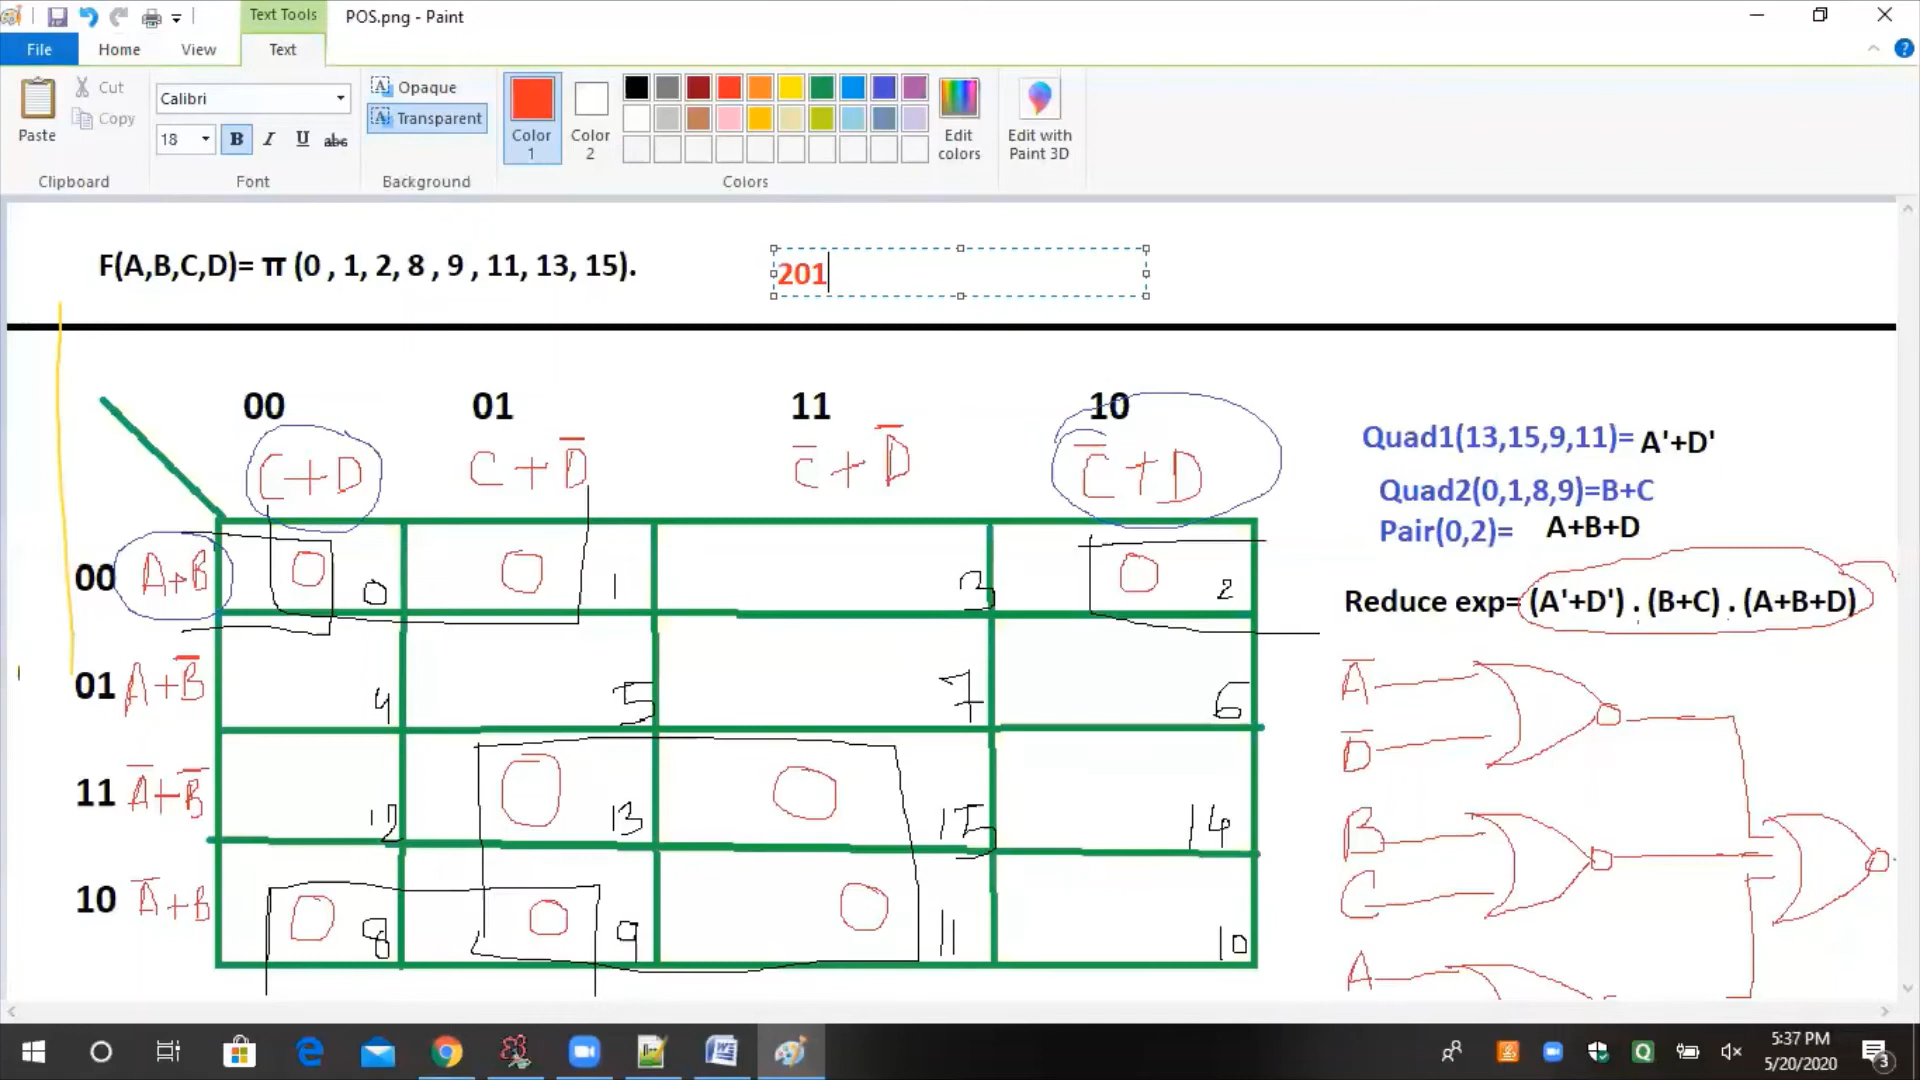 Text Tools
POS.png - Paint
File
Home
View
Text
Paste
Cut
Copy
Clipboard
Calibri
18
B
I
U
abc
Font
Opaque
Transparent
Background
Color 1
Color 2
Colors
Edit colors
Edit with Paint 3D
F(A,B,C,D)= π (0 , 1, 2, 8 , 9 , 11, 13, 15).
201
00 01 11 10
C+D C+D̅ C̅+D̅ C̅+D
00 A+B 0 1 3 2
01 A+B̅ 4 5 7 6
11 A̅+B̅ 12 13 15 14
10 A̅+B 8 9 11 10
Quad1(13,15,9,11)= A'+D'
Quad2(0,1,8,9)=B+C
Pair(0,2)= A+B+D
Reduce exp= (A'+D') . (B+C) . (A+B+D)
A̅
D̅
B
C
A
5:37 PM
5/20/2020
3